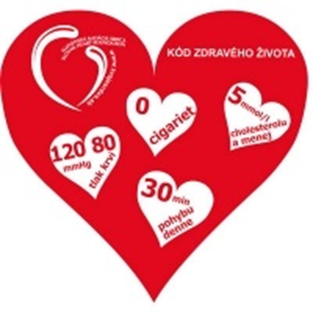 KÓD ZDRAVÉHO ŽIVOTA
0
cigariet
5
mmol/l
cholesterolu
a menej
120 80
mmHg
tlak krvi
30 min
pohybu
denne